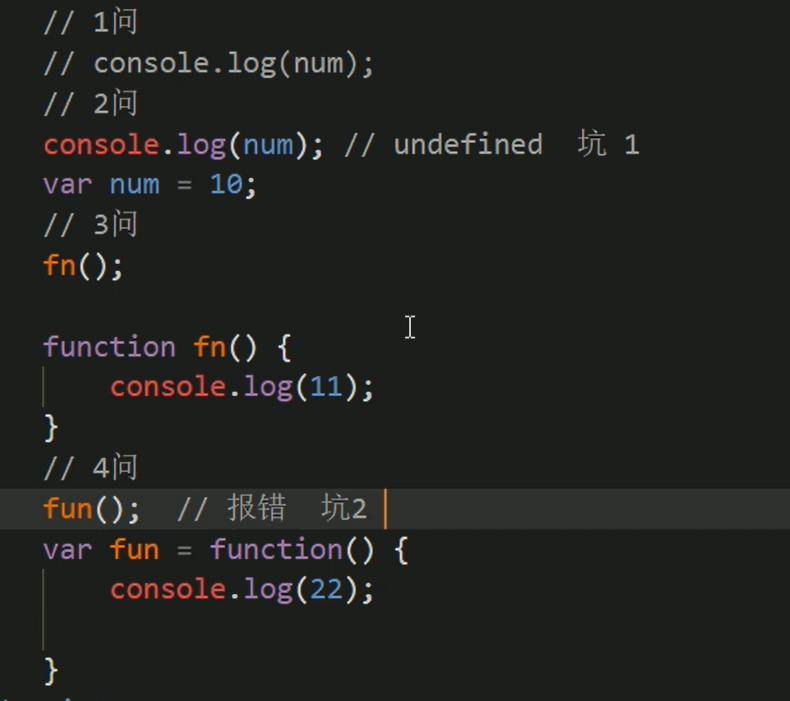 // 1问
// console.log(num);
// 2问
console.log(num); // undefined  坑 1
var num = 10;
// 3问
fn();
function fn() {
console.log(11);
}
// 4问
fun();  // 报错  坑2
var fun = function() {
console.log(22);
}